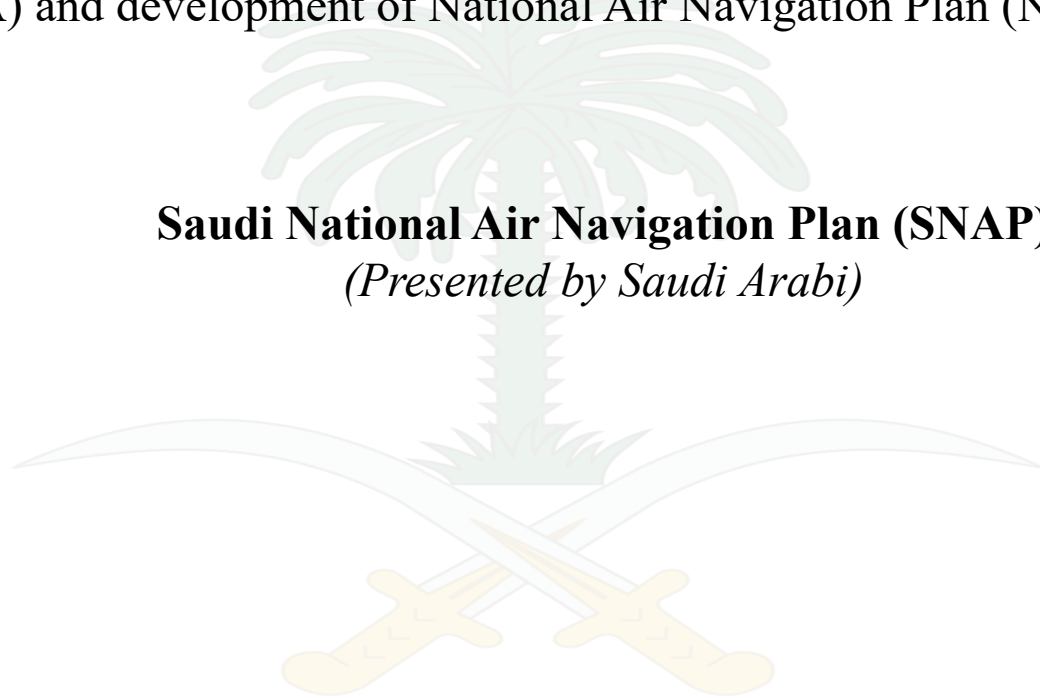 ) and development of National Air Navigation Plan (N
Saudi National Air Navigation Plan (SNAP)
(Presented by Saudi Arabi)